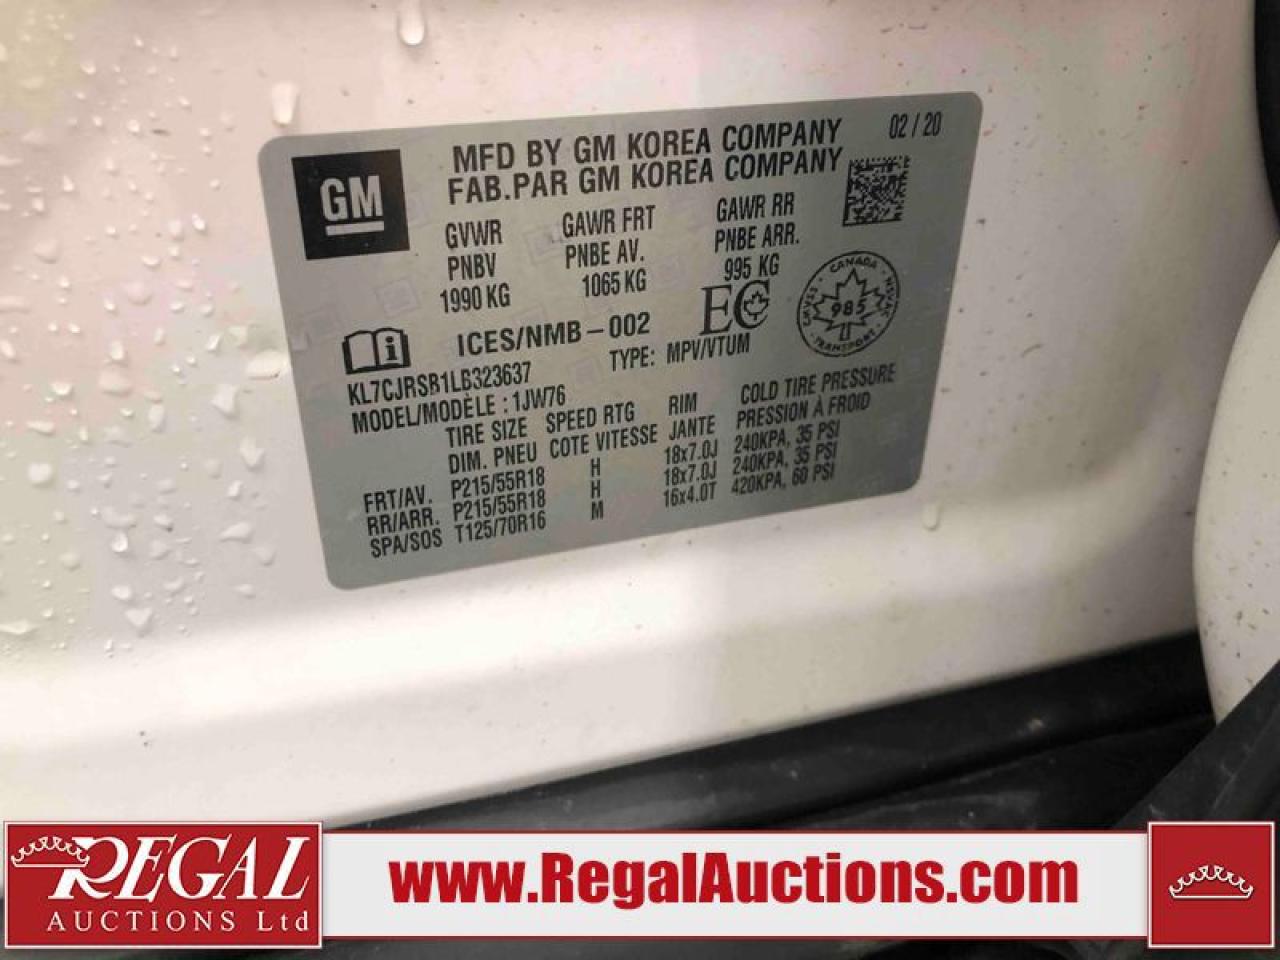 GM
MFD BY GM KOREA COMPANY 02 / 20
FAB.PAR GM KOREA COMPANY
GVWR GAWR FRT GAWR RR
PNBV PNBE AV. PNBE ARR.
1990 KG 1065 KG 995 KG
ICES/NMB-002 EC
CANADA
985
TRANSPORT
KL7CJRSB1LB323637 TYPE: MPV/VTUM
MODEL/MODÈLE : 1JW76
TIRE SIZE SPEED RTG RIM COLD TIRE PRESSURE
DIM. PNEU COTE VITESSE JANTE PRESSION À FROID
FRT/AV. P215/55R18 H 18x7.0J 240KPA, 35 PSI
RR/ARR. P215/55R18 H 18x7.0J 240KPA, 35 PSI
SPA/SOS T125/70R16 M 16x4.0T 420KPA, 60 PSI
REGAL
AUCTIONS Ltd
www.RegalAuctions.com